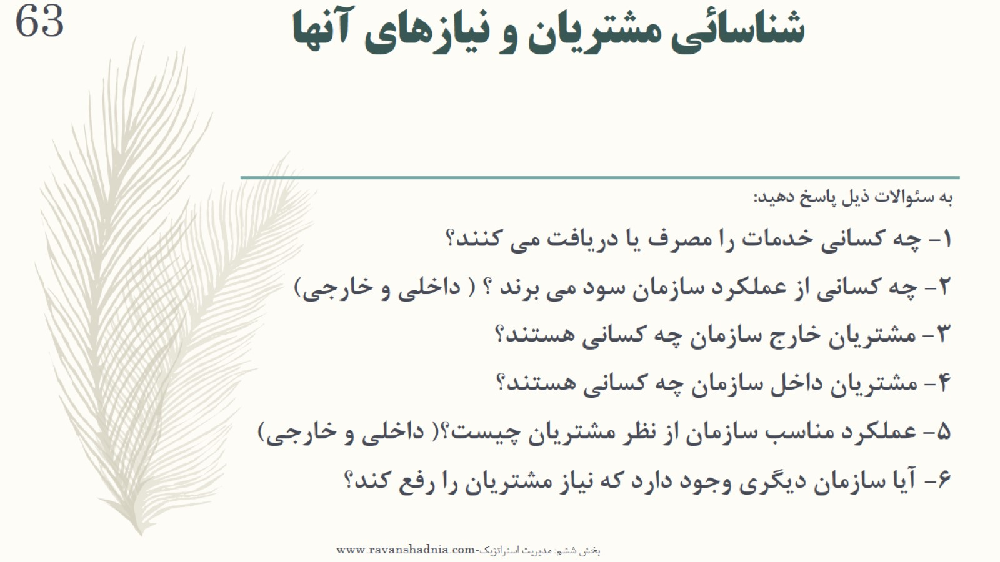 63
شناسائی مشتریان و نیازهای آنها
به سئوالات ذیل پاسخ دهید:
۱- چه کسانی خدمات را مصرف یا دریافت می کنند؟
۲- چه کسانی از عملکرد سازمان سود می برند ؟ ( داخلی و خارجی)
۳- مشتریان خارج سازمان چه کسانی هستند؟
۴- مشتریان داخل سازمان چه کسانی هستند؟
۵- عملکرد مناسب سازمان از نظر مشتریان چیست؟( داخلی و خارجی)
۶- آیا سازمان دیگری وجود دارد که نیاز مشتریان را رفع کند؟
بخش ششم: مدیریت استراتژیک-www.ravanshadnia.com